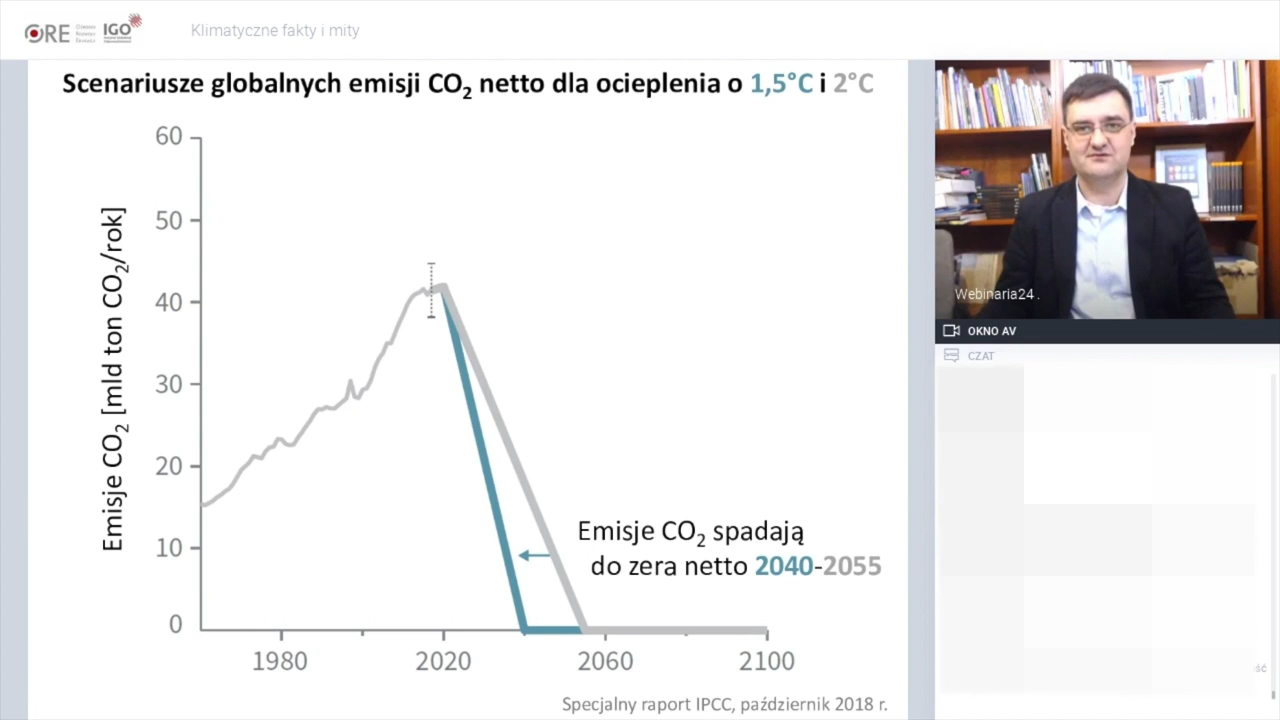 ORE
IGO
Klimatyczne fakty i mity
Scenariusze globalnych emisji CO₂ netto dla ocieplenia o 1,5°C i 2°C
Emisje CO₂ [mld ton CO₂/rok]
60
50
40
30
20
10
0
1980
2020
2060
2100
Emisje CO₂ spadają
do zera netto 2040-2055
Specjalny raport IPCC, październik 2018 r.
Webinaria24 .
OKNO AV
CZAT